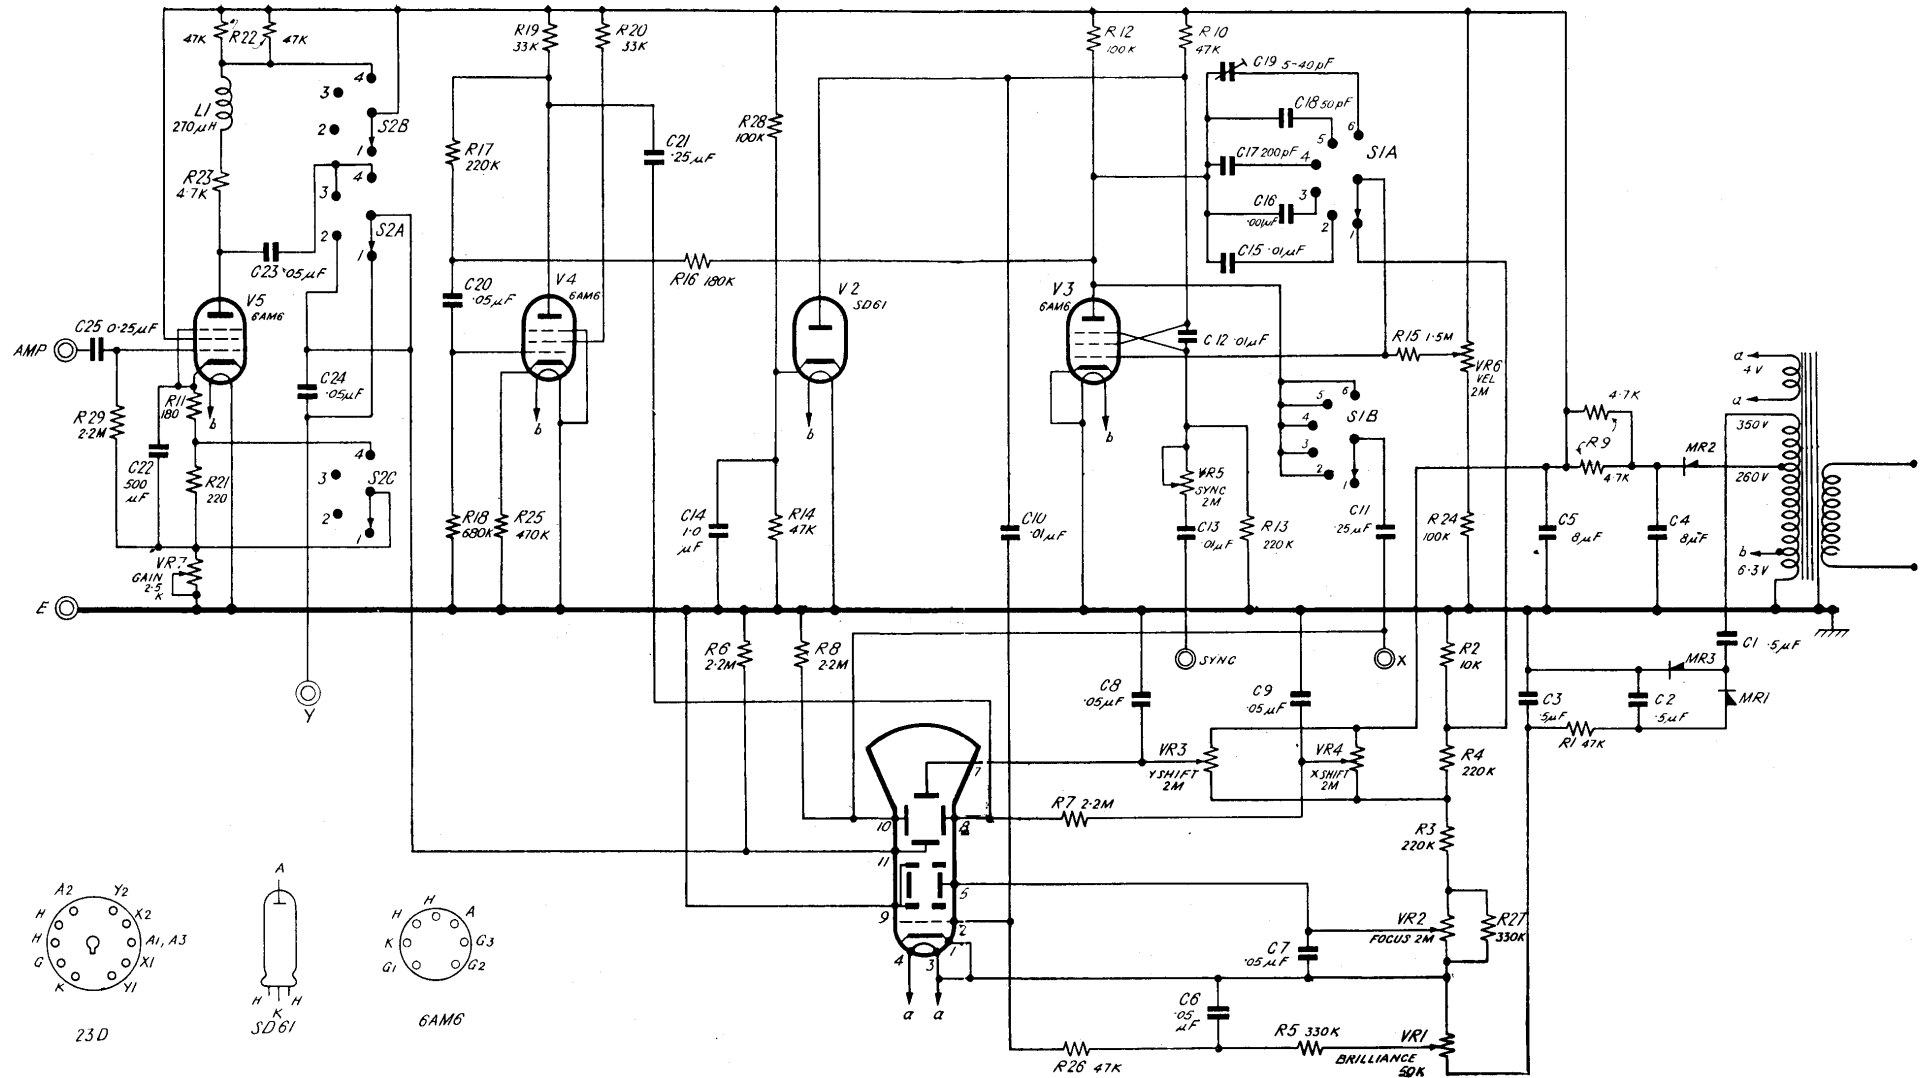 47K
R22
47K
L1
270μH
R23
4.7K
C23 .05μF
V5
6AM6
C25 0.25μF
AMP
R29
2.2M
C22
500
μF
R11
180
b
R21
220
VR7
GAIN
2.5
K
E
4
3
2
1
S2B
4
3
2
1
S2A
C24
.05μF
4
3
2
1
S2C
Y
R19
33K
R20
33K
R17
220K
C21
.25μF
C20
.05μF
V4
6AM6
b
R18
680K
R25
470K
R16 180K
R28
100K
V2
SD61
b
C14
1.0
μF
R14
47K
C10
.01μF
R12
100K
R10
47K
C19 5-40pF
C18 50pF
C17 200pF
C16
.001μF
C15 .01μF
6
5
4
3
2
1
S1A
V3
6AM6
b
C12 .01μF
R15 1.5M
VR6
VEL
2M
6
5
4
3
2
1
S1B
VR5
SYNC
2M
C13
.01μF
R13
220K
C11
.25μF
R24
100K
4.7K
R9
4.7K
MR2
C5
8μF
C4
8μF
a
4V
a
350V
260V
b
6.3V
SYNC
X
R6
2.2M
R8
2.2M
C8
.05μF
C9
.05μF
R2
10K
C3
.5μF
C2
.5μF
MR3
C1 .5μF
MR1
R1 47K
VR3
Y SHIFT
2M
VR4
X SHIFT
2M
R4
220K
R7 2.2M
R3
220K
7
10
8
11
5
9
2
1
4
3
a
a
VR2
FOCUS 2M
R27
330K
C7
.05μF
C6
.05
μF
R5 330K
VR1
BRILLIANCE
50K
R26 47K
A2
Y2
H
X2
H
A1, A3
G
X1
K
Y1
23D
A
H
K
H
SD61
H
H
A
K
G3
G1
G2
6AM6